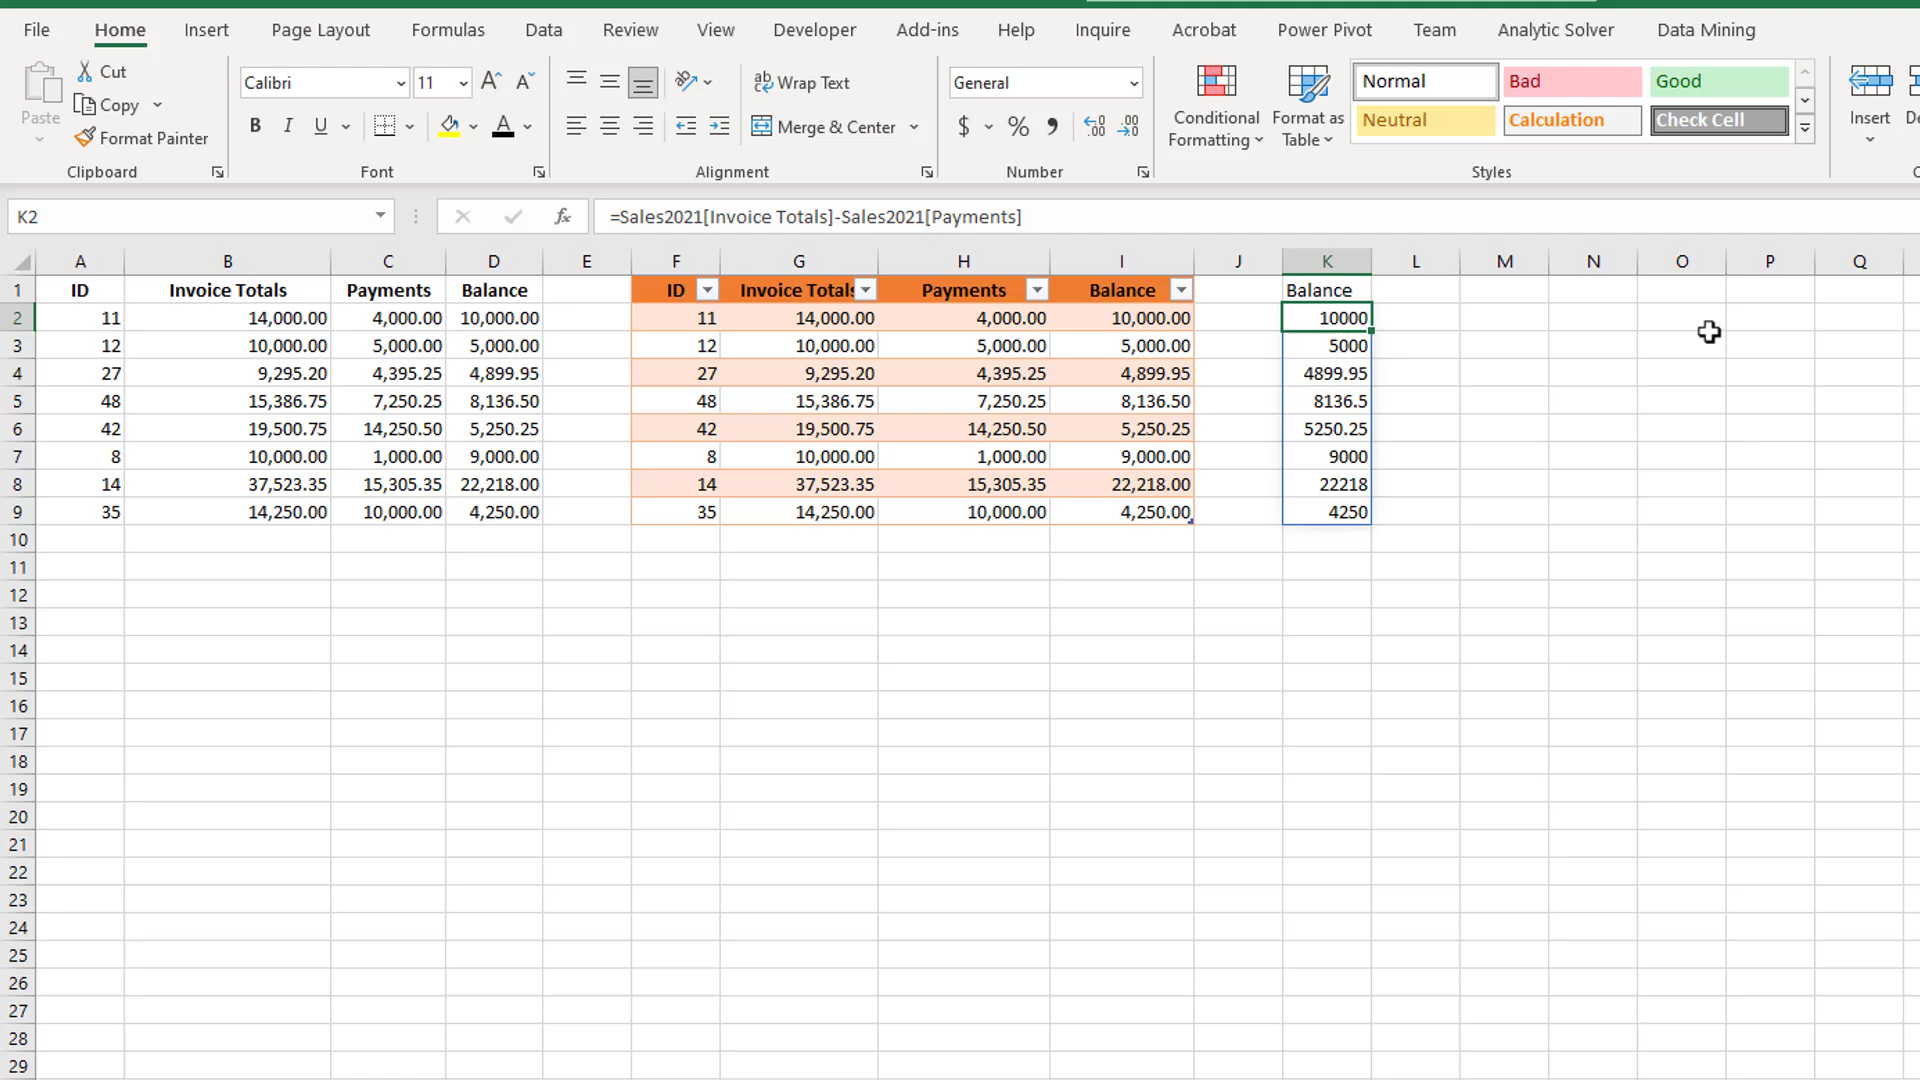 File Home Insert Page Layout Formulas Data Review View Developer Add-ins Help Inquire Acrobat Power Pivot Team Analytic Solver Data Mining
Paste
Cut
Copy
Format Painter
Clipboard
Calibri 11
B I U A
Font
ab Wrap Text
Merge & Center
Alignment
General
$ % 9
Number
Conditional Formatting
Format as Table
Normal Bad Good
Neutral Calculation Check Cell
Styles
Insert
K2 fx =Sales2021[Invoice Totals]-Sales2021[Payments]
A B C D E F G H I J K L M N O P Q
1 ID Invoice Totals Payments Balance ID Invoice Totals Payments Balance Balance
2 11 14,000.00 4,000.00 10,000.00 11 14,000.00 4,000.00 10,000.00 10000
3 12 10,000.00 5,000.00 5,000.00 12 10,000.00 5,000.00 5,000.00 5000
4 27 9,295.20 4,395.25 4,899.95 27 9,295.20 4,395.25 4,899.95 4899.95
5 48 15,386.75 7,250.25 8,136.50 48 15,386.75 7,250.25 8,136.50 8136.5
6 42 19,500.75 14,250.50 5,250.25 42 19,500.75 14,250.50 5,250.25 5250.25
7 8 10,000.00 1,000.00 9,000.00 8 10,000.00 1,000.00 9,000.00 9000
8 14 37,523.35 15,305.35 22,218.00 14 37,523.35 15,305.35 22,218.00 22218
9 35 14,250.00 10,000.00 4,250.00 35 14,250.00 10,000.00 4,250.00 4250
10
11
12
13
14
15
16
17
18
19
20
21
22
23
24
25
26
27
28
29